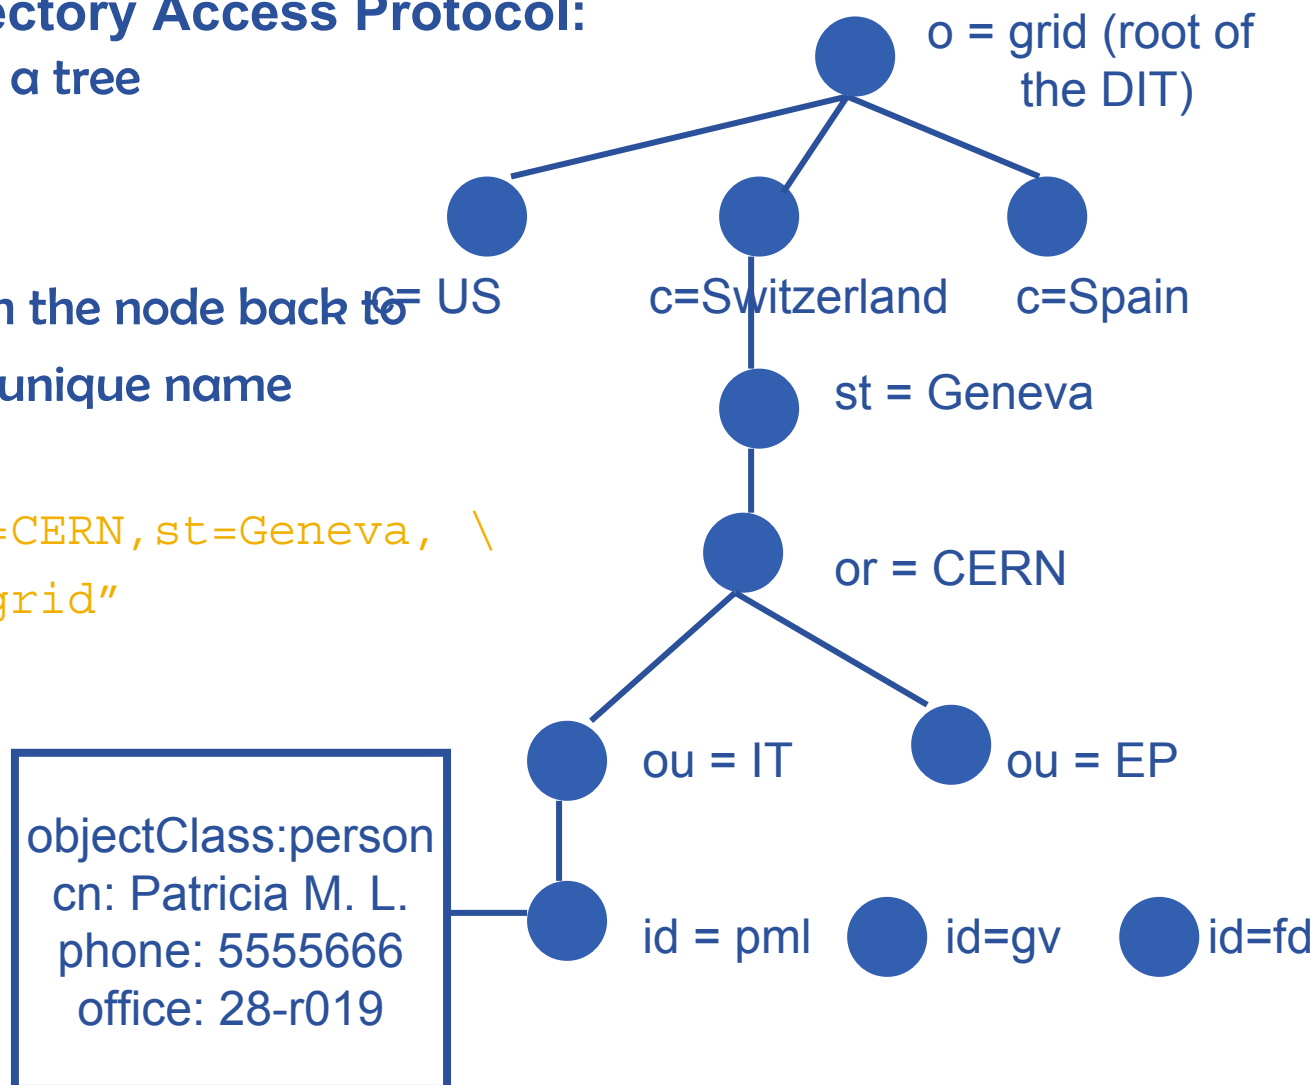 ectory Access Protocol:
a tree
n the node back to
unique name
=CERN,st=Geneva, \
grid”
o = grid (root of
the DIT)
c= US
c=Switzerland
c=Spain
st = Geneva
or = CERN
ou = IT
ou = EP
objectClass:person
cn: Patricia M. L.
phone: 5555666
office: 28-r019
id = pml
id=gv
id=fd